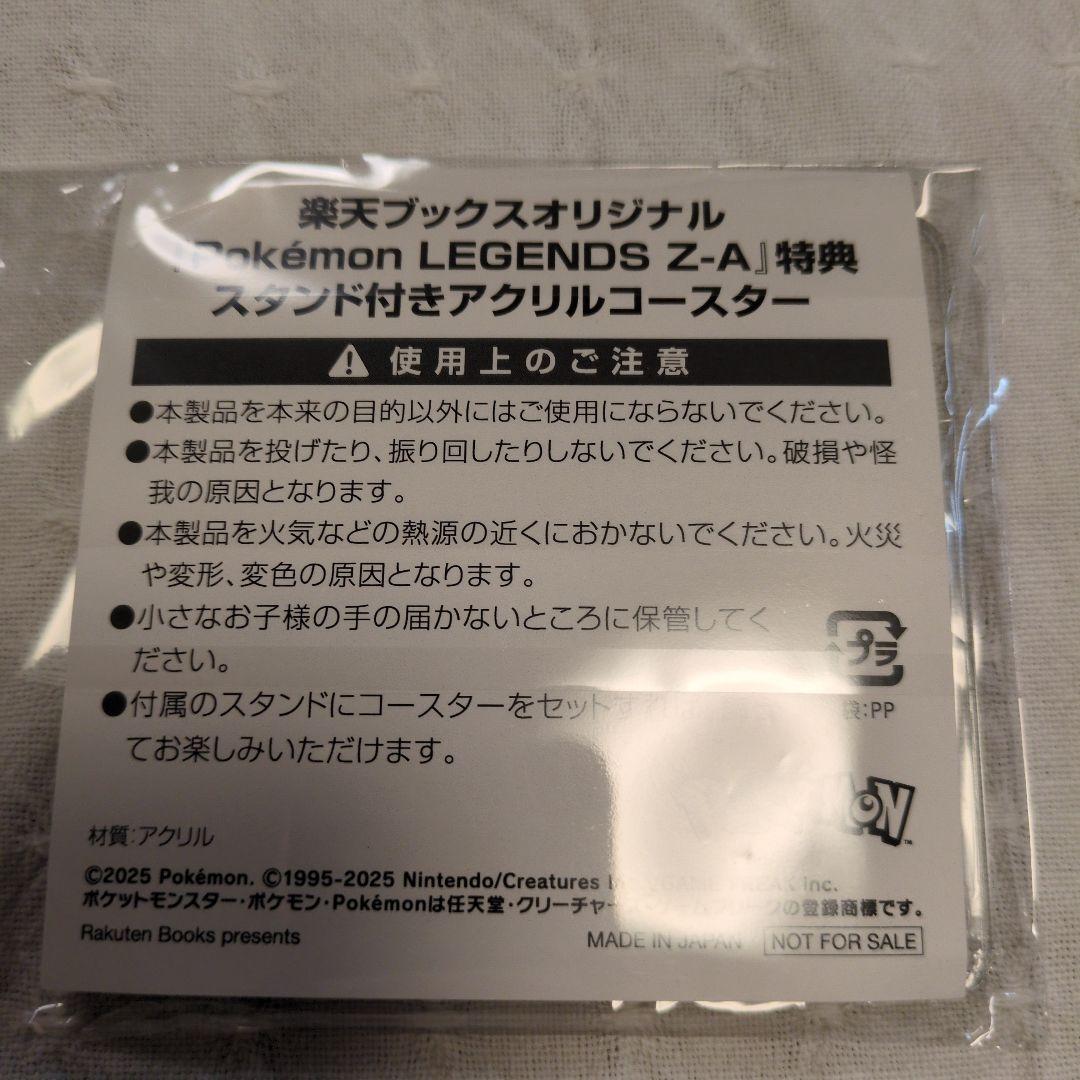 楽天ブックスオリジナル
『Pokémon LEGENDS Z-A』特典
スタンド付きアクリルコースター
使用上のご注意
●本製品を本来の目的以外にはご使用にならないでください。
●本製品を投げたり、振り回したりしないでください。破損や怪
我の原因となります。
●本製品を火気などの熱源の近くにおかないでください。火災
や変形、変色の原因となります。
●小さなお子様の手の届かないところに保管してく
ださい。
●付属のスタンドにコースターをセット
てお楽しみいただけます。
プラ
袋:PP
材質:アクリル
©2025 Pokémon. ©1995-2025 Nintendo/Creatures Inc./GAME FREAK inc.
ポケットモンスター・ポケモン・Pokémonは任天堂・クリーチャーズ・ゲームフリークの登録商標です。
Rakuten Books presents
MADE IN JAPAN
NOT FOR SALE